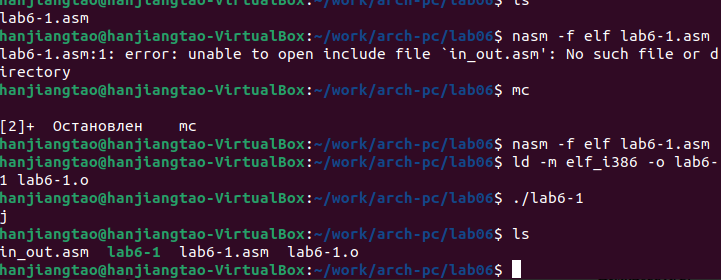 hanjiangtao@hanjiangtao-VirtualBox:~/work/arch-pc/lab06$ ls
lab6-1.asm
hanjiangtao@hanjiangtao-VirtualBox:~/work/arch-pc/lab06$ nasm -f elf lab6-1.asm
lab6-1.asm:1: error: unable to open include file `in_out.asm': No such file or d
irectory
hanjiangtao@hanjiangtao-VirtualBox:~/work/arch-pc/lab06$ mc
[2]+  Остановлен    mc
hanjiangtao@hanjiangtao-VirtualBox:~/work/arch-pc/lab06$ nasm -f elf lab6-1.asm
hanjiangtao@hanjiangtao-VirtualBox:~/work/arch-pc/lab06$ ld -m elf_i386 -o lab6-
1 lab6-1.o
hanjiangtao@hanjiangtao-VirtualBox:~/work/arch-pc/lab06$ ./lab6-1
j
hanjiangtao@hanjiangtao-VirtualBox:~/work/arch-pc/lab06$ ls
in_out.asm  lab6-1  lab6-1.asm  lab6-1.o
hanjiangtao@hanjiangtao-VirtualBox:~/work/arch-pc/lab06$